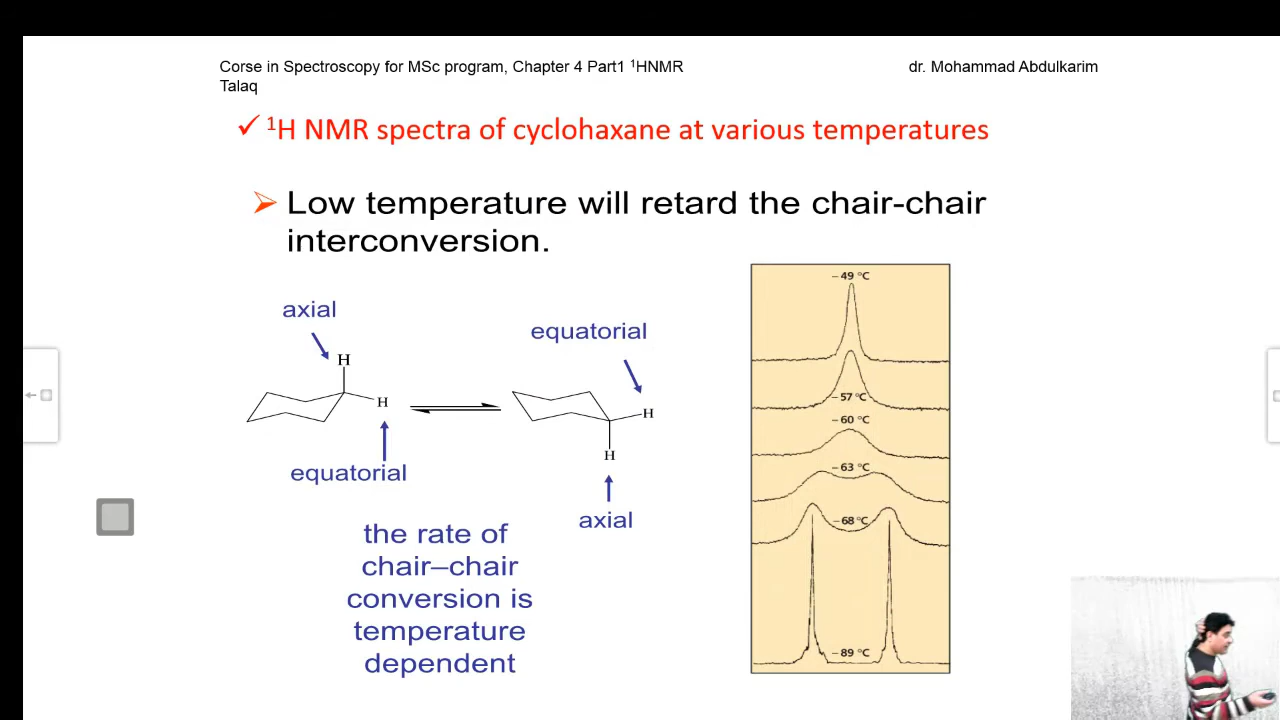 Corse in Spectroscopy for MSc program, Chapter 4 Part1 ¹HNMR dr. Mohammad Abdulkarim
Talaq
✓ ¹H NMR spectra of cyclohaxane at various temperatures
➢ Low temperature will retard the chair-chair
interconversion.
axial
H
H
equatorial
equatorial
H
H
axial
the rate of
chair–chair
conversion is
temperature
dependent
– 49 °C
– 57 °C
– 60 °C
– 63 °C
– 68 °C
– 89 °C